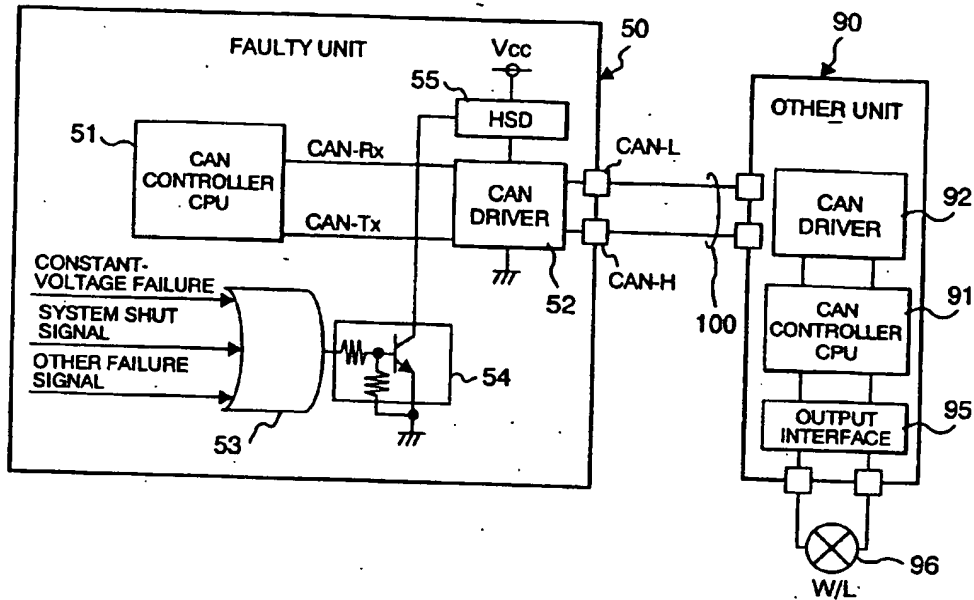 FAULTY UNIT
50
Vcc
55
HSD
51
CAN
CONTROLLER
CPU
CAN-Rx
CAN-Tx
CAN
DRIVER
52
CAN-L
CAN-H
100
CONSTANT-
VOLTAGE FAILURE
SYSTEM SHUT
SIGNAL
OTHER FAILURE
SIGNAL
53
54
90
OTHER UNIT
CAN
DRIVER
92
CAN
CONTROLLER
CPU
91
OUTPUT
INTERFACE
95
96
W/L